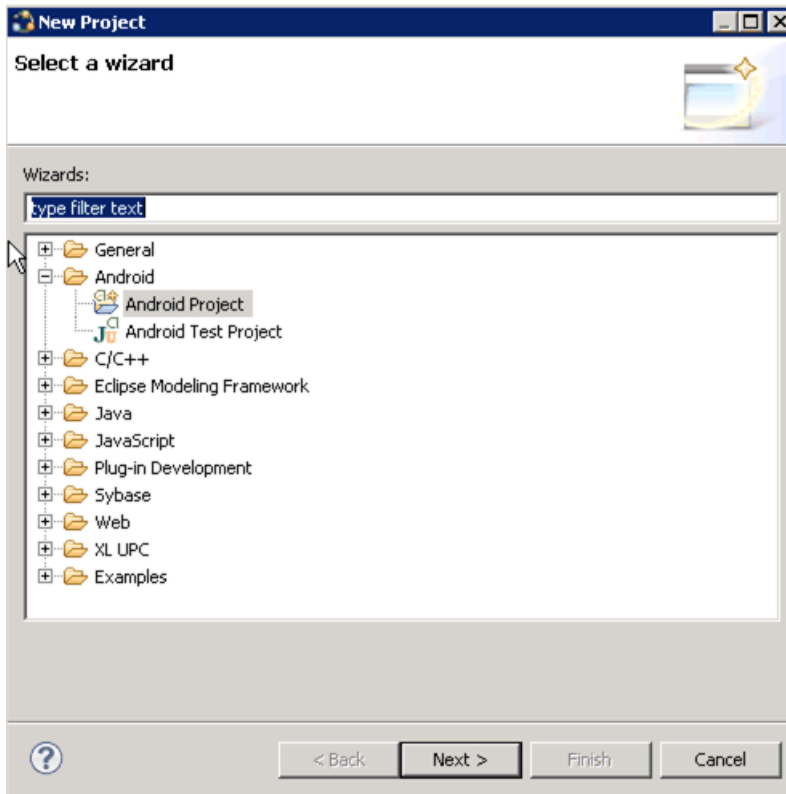 New Project
Select a wizard
Wizards:
type filter text
General
Android
Android Project
Android Test Project
C/C++
Eclipse Modeling Framework
Java
JavaScript
Plug-in Development
Sybase
Web
XL UPC
Examples
< Back Next > Finish Cancel